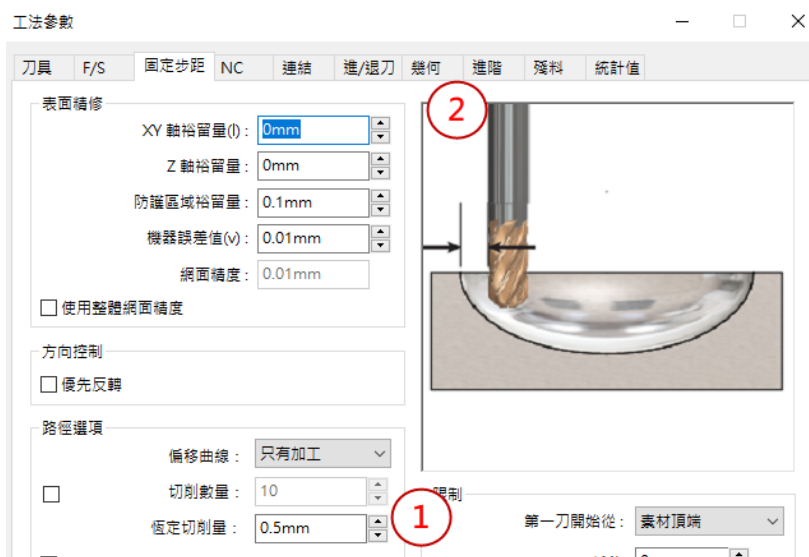 工法參數
刀具 F/S 固定步距 NC 連結 進/退刀 幾何 進階 殘料 統計值
表面精修
XY 軸裕留量(I)： 0mm
Z 軸裕留量： 0mm
防護區域裕留量： 0.1mm
機器誤差值(v)： 0.01mm
網面精度： 0.01mm
使用整體網面精度
方向控制
優先反轉
路徑選項
偏移曲線： 只有加工
切削數量： 10
恆定切削量： 0.5mm
1
2
限制
第一刀開始從： 素材頂端